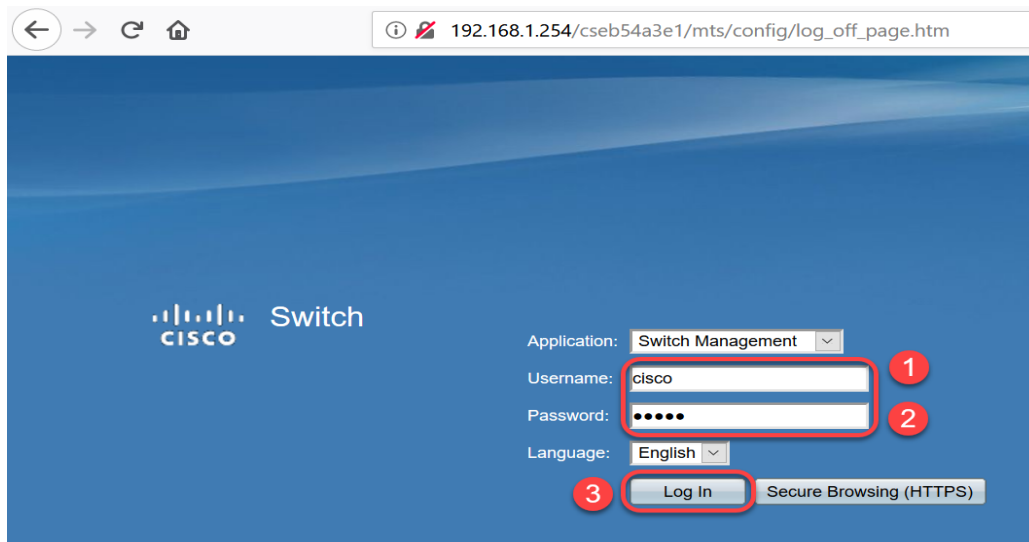 192.168.1.254/cseb54a3e1/mts/config/log_off_page.htm
cisco Switch
Application: Switch Management
1
Username: cisco
Password: •••••
2
Language: English
3
Log In Secure Browsing (HTTPS)